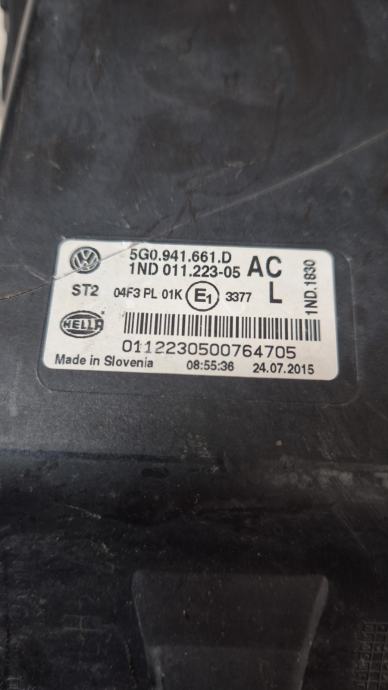 5G0.941.661.D
1ND 011.223-05 AC
ST2 04F3 PL 01K E1 3377 L
1ND.1830
HELLA
0112230500764705
Made in Slovenia 08:55:36 24.07.2015